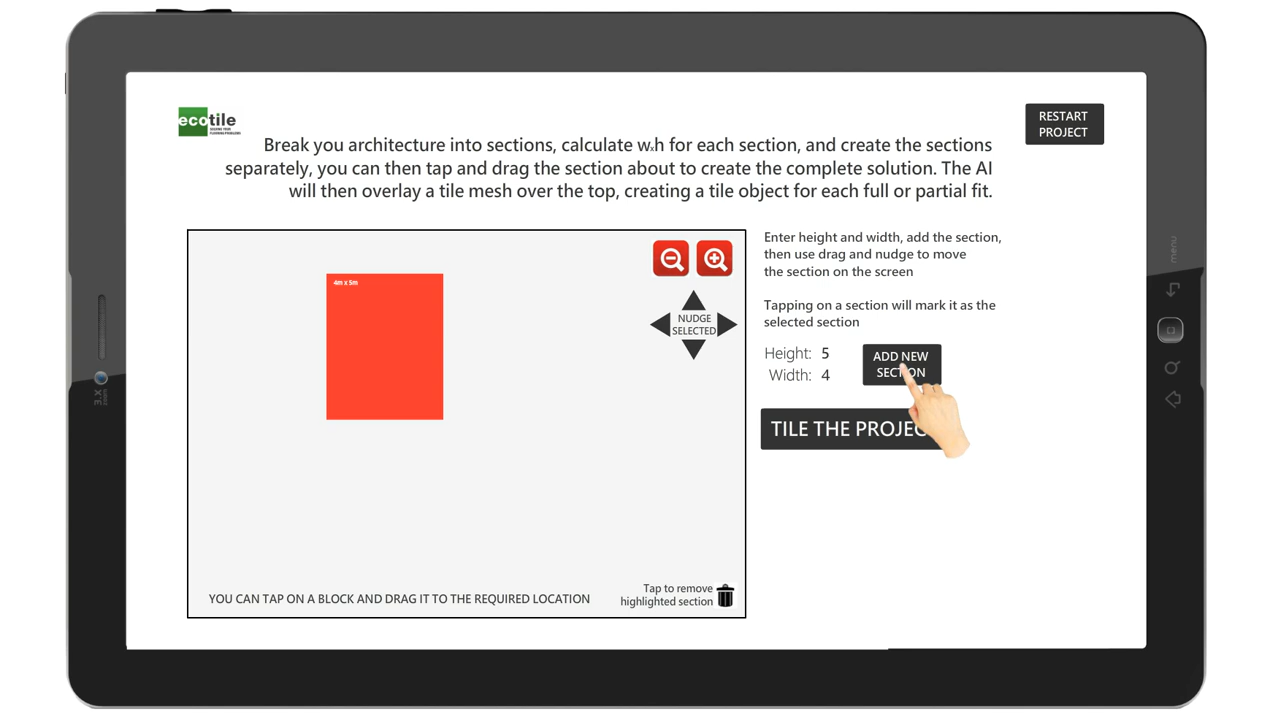 ecotile
RESTART
PROJECT
Break you architecture into sections, calculate wxh for each section, and create the sections
separately, you can then tap and drag the section about to create the complete solution. The AI
will then overlay a tile mesh over the top, creating a tile object for each full or partial fit.
4m x 5m
NUDGE
SELECTED
YOU CAN TAP ON A BLOCK AND DRAG IT TO THE REQUIRED LOCATION
Tap to remove
highlighted section
Enter height and width, add the section,
then use drag and nudge to move
the section on the screen
Tapping on a section will mark it as the
selected section
Height: 5
Width: 4
ADD NEW
SECTION
TILE THE PROJEC
menu
3.X
zoom